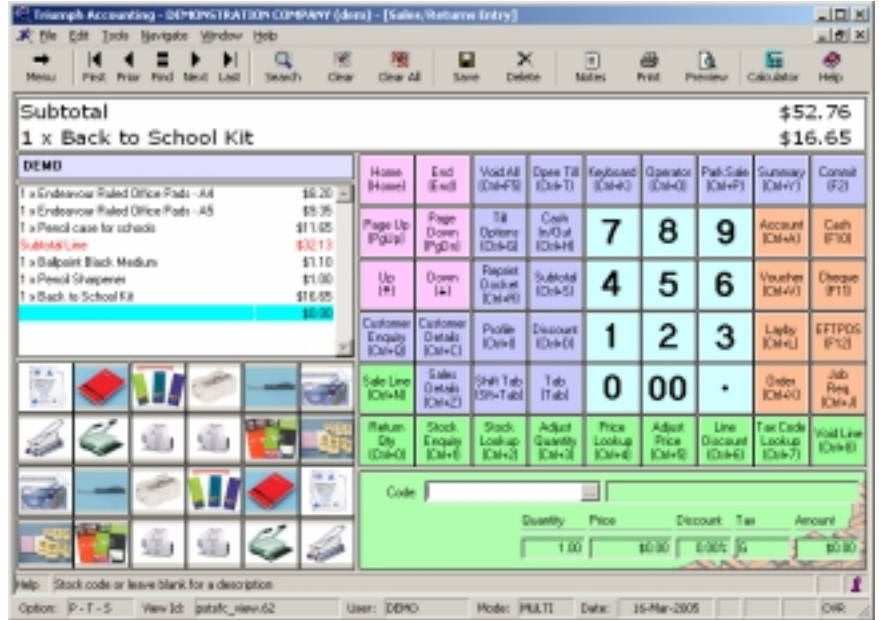 Triumph Accounting - DEMONSTRATION COMPANY (dem) - [Sales/Returns Entry]
File Edit Tools Navigate Window Help
Menu First Prior Find Next Last Search Clear Clear All Save Delete Notes Print Preview Calculator Help
Subtotal $52.76
1 x Back to School Kit $16.65
DEMO
1 x Endeavour Ruled Office Pads - A4 $8.20
1 x Endeavour Ruled Office Pads - A5
1 x Pencil case for schools $11.65
Subtotal Line $32.13
1 x Ballpoint Black Medium $1.10
1 x Pencil Sharpener $1.00
1 x Back to School Kit $16.65
$0.00
Home [Home] End [End] Void All [Ctrl+F5] Open Till [Ctrl+T] Keyboard [Ctrl+K] Operator [Ctrl+O] Park Sale [Ctrl+P] Summary [Ctrl+Y] Commit [F2]
Page Up [PgUp] Page Down [PgDn] Till Options [Ctrl+G] Cash In/Out [Ctrl+H] 7 8 9 Account [Ctrl+A] Cash [F10]
Up [↑] Down [↓] Reprint Docket [Ctrl+R] Subtotal [Ctrl+S] 4 5 6 Voucher [Ctrl+V] Cheque [F11]
Customer Enquiry [Ctrl+Q] Customer Details [Ctrl+C] Profile [Ctrl+I] Discount [Ctrl+D] 1 2 3 Layby [Ctrl+L] EFTPOS [F12]
Sale Line [Ctrl+N] Sales Details [Ctrl+Z] Shift Tab [Sh+Tab] Tab [Tab] 0 00 . Order Job Req. [Ctrl+J]
Return Qty [Ctrl+0] Stock Enquiry [Ctrl+1] Stock Lookup [Ctrl+2] Adjust Quantity [Ctrl+3] Price Lookup [Ctrl+4] Adjust Price [Ctrl+5] Line Discount [Ctrl+6] Tax Code Lookup [Ctrl+7] Void Line [Ctrl+8]
Code
Quantity Price Discount Tax Amount
1.00 $0.00 0.00% G $0.00
Help Stock code or leave blank for a description
Option: P - T - S View Id: pstsfc_view.62 User: DEMO Mode: MULTI Date: 16-Mar-2005 OVR